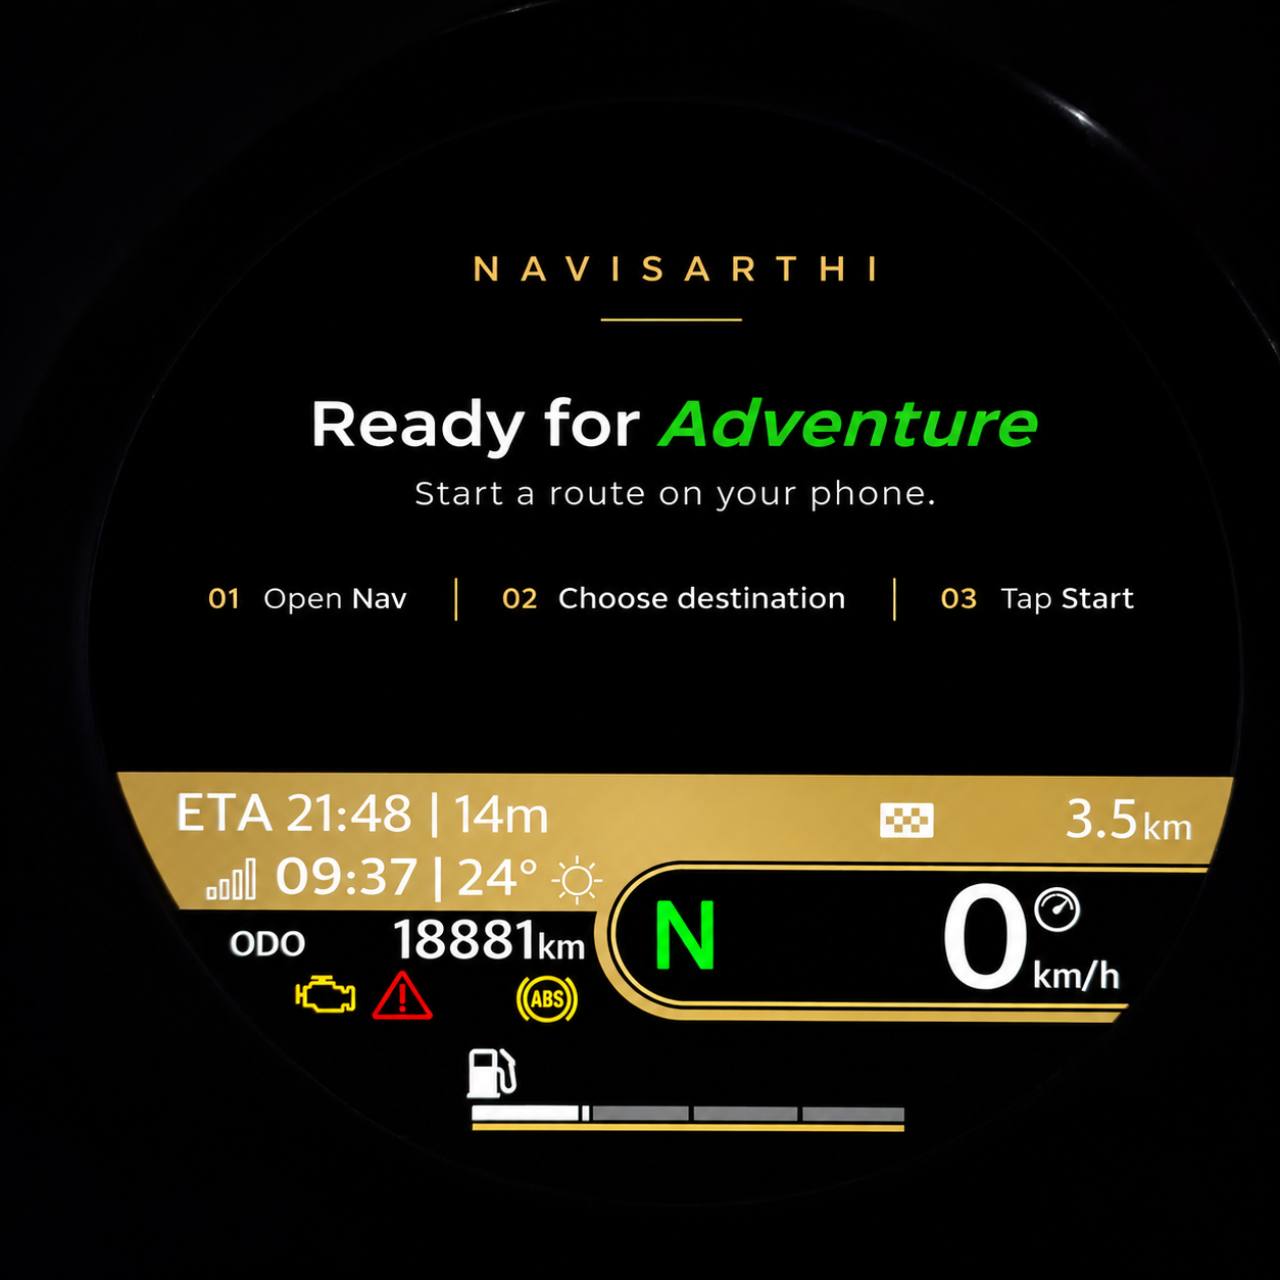 NAVISARTHI
Ready for Adventure
Start a route on your phone.
01 Open Nav | 02 Choose destination | 03 Tap Start
ETA 21:48 | 14m
3.5km
09:37 | 24°
ODO 18881km
N
0 km/h
ABS